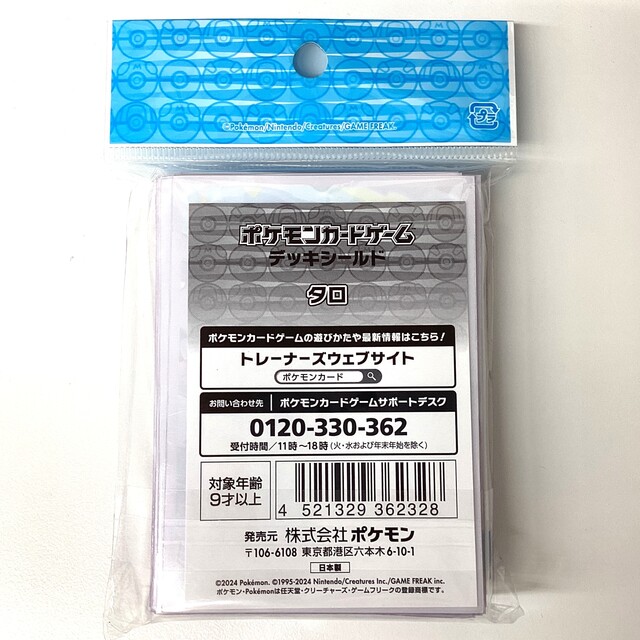 ©Pokémon/Nintendo/Creatures/GAME FREAK.
プラ
ポケモンカードゲーム
デッキシールド
タロ
ポケモンカードゲームの遊びかたや最新情報はこちら!
トレーナーズウェブサイト
ポケモンカード
お問い合わせ先 ポケモンカードゲームサポートデスク
0120-330-362
受付時間/11時~18時(火・水および年末年始を除く)
対象年齢
9才以上
4 521329 362328
発売元 株式会社ポケモン
〒106-6108 東京都港区六本木6-10-1
日本製
©2024 Pokémon. ©1995-2024 Nintendo/Creatures Inc./GAME FREAK inc.
ポケモン・Pokémonは任天堂・クリーチャーズ・ゲームフリークの登録商標です。